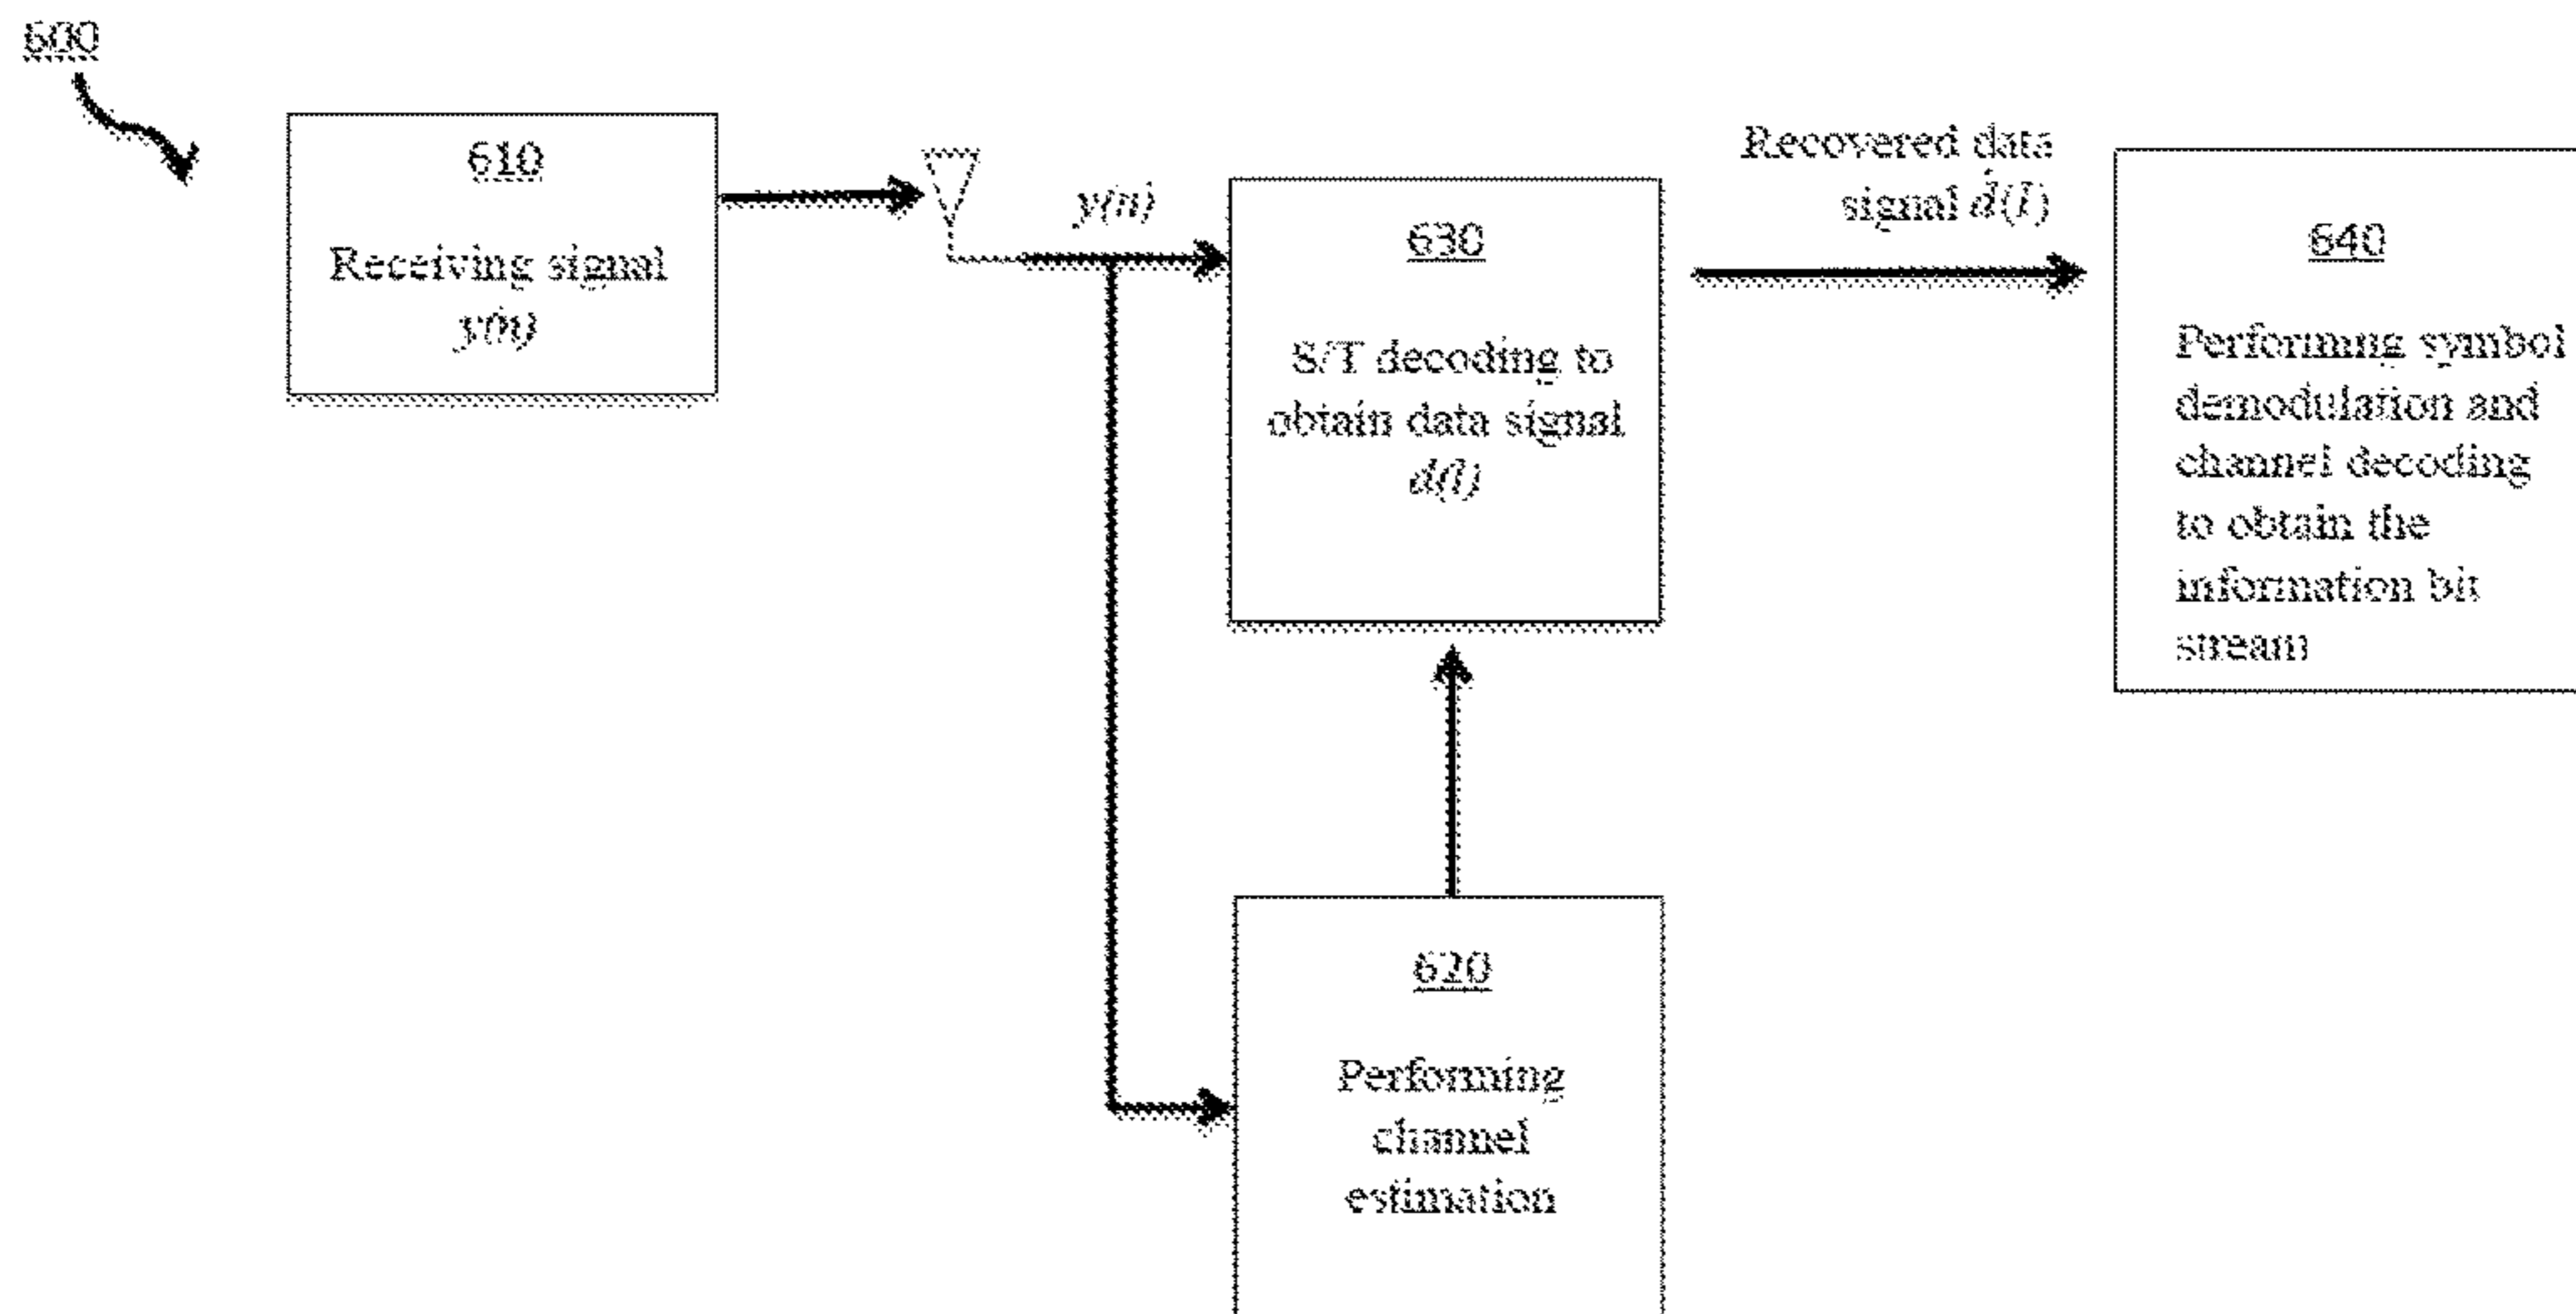 600
610
Receiving signal
y(n)
y(n)
630
S/T decoding to
obtain data signal
d(l)
Recovered data
signal d̂(l)
640
Performing symbol
demodulation and
channel decoding
to obtain the
information bit
stream
620
Performing
channel
estimation